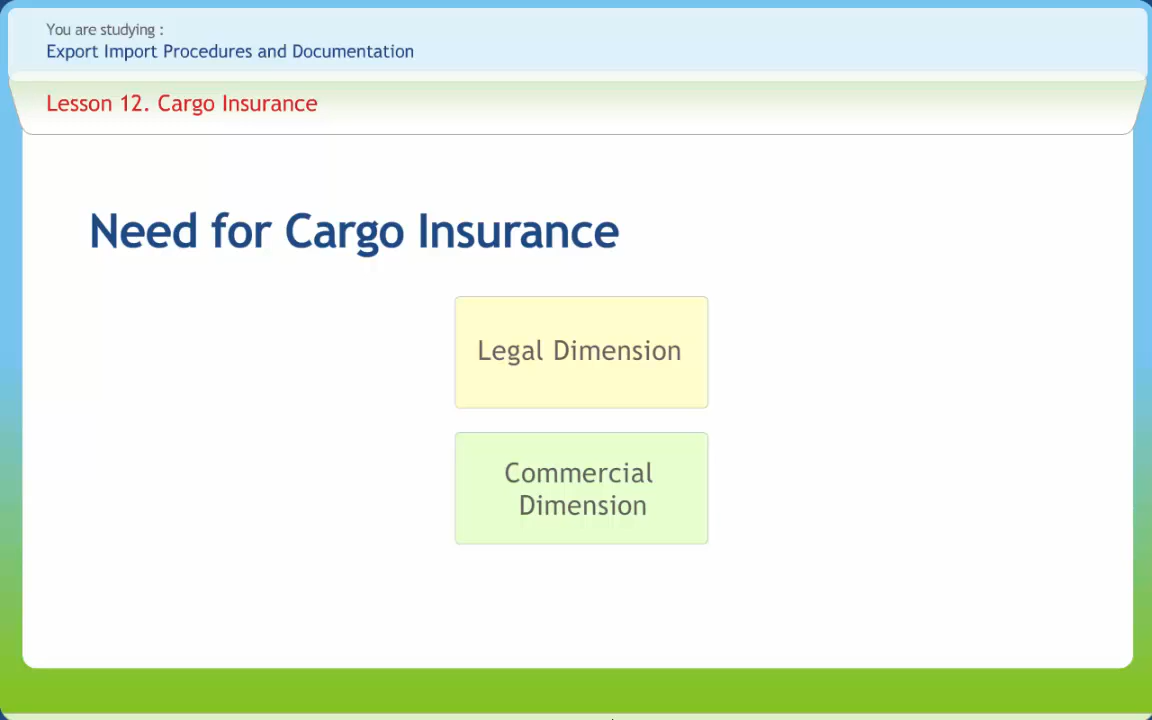 You are studying :
Export Import Procedures and Documentation
Lesson 12. Cargo Insurance
Need for Cargo Insurance
Legal Dimension
Commercial
Dimension